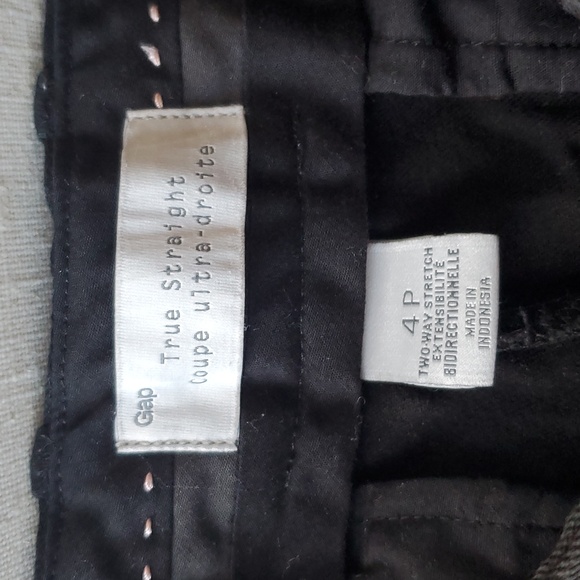 Gap True Straight
Coupe ultra-droite
4 P
TWO-WAY STRETCH
EXTENSIBILITÉ
BIDIRECTIONNELLE
MADE IN
INDONESIA